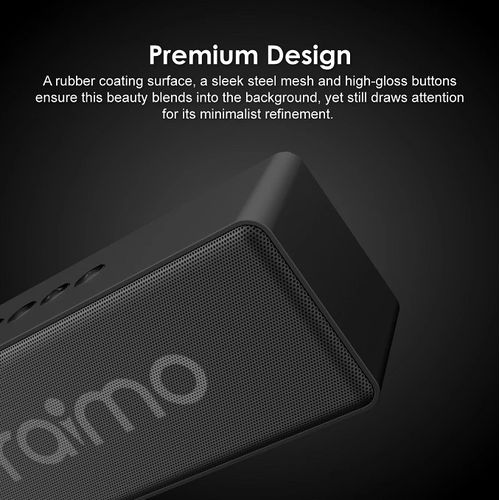 Premium Design
A rubber coating surface, a sleek steel mesh and high-gloss buttons
ensure this beauty blends into the background, yet still draws attention
for its minimalist refinement.
raimo